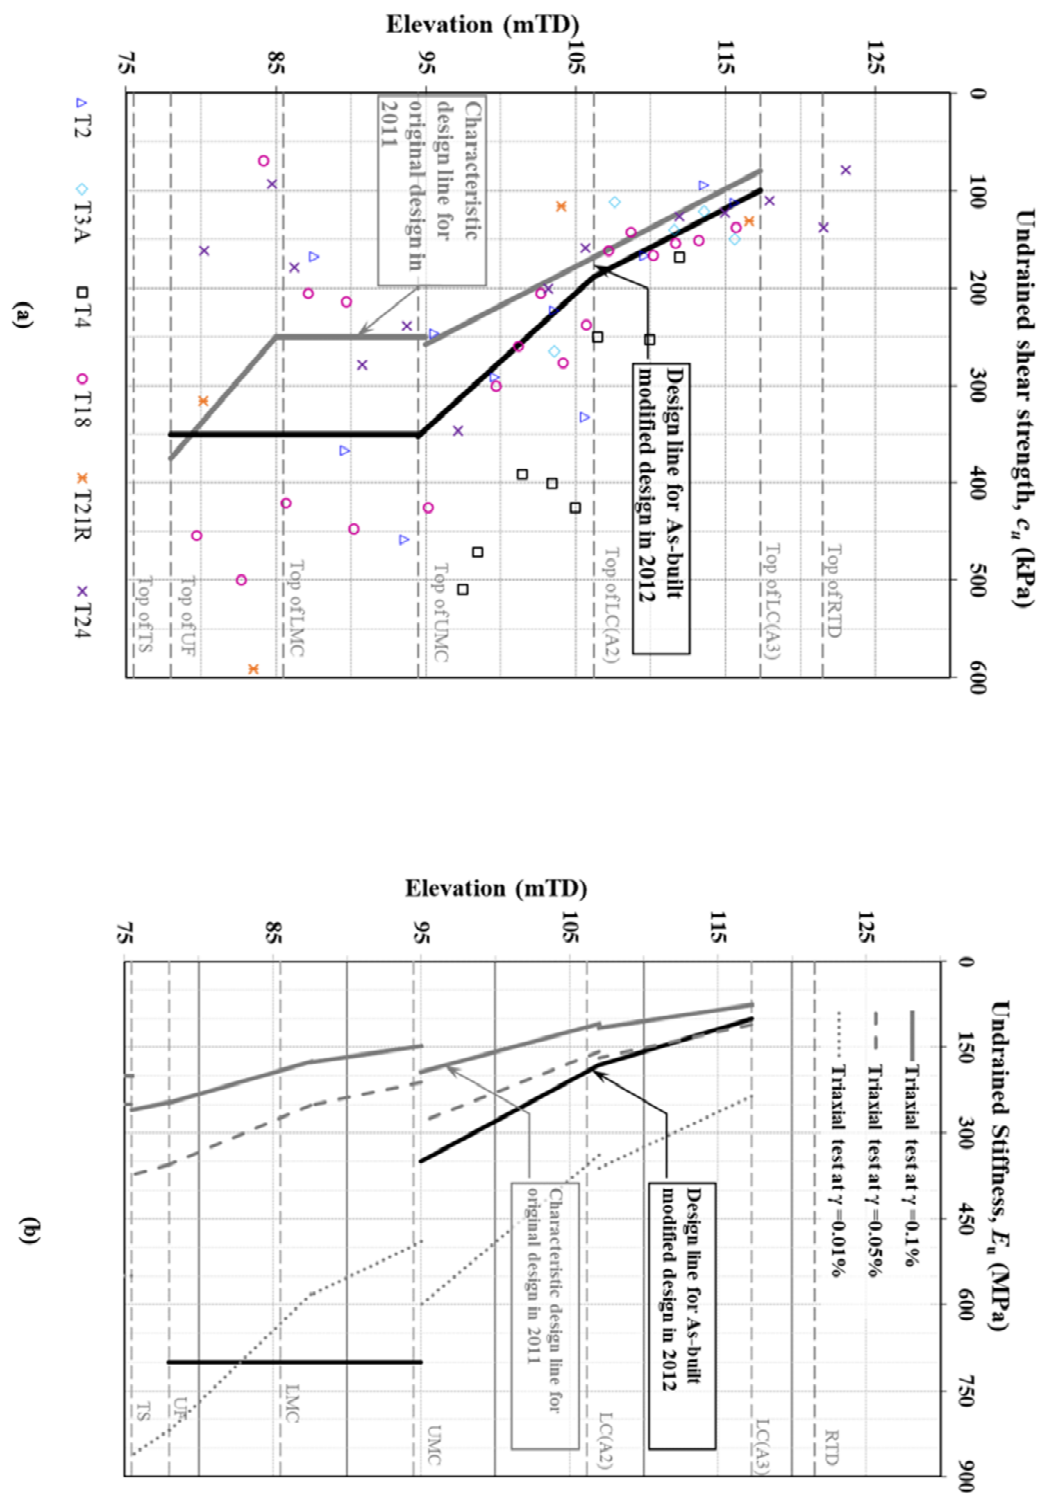 Undrained shear strength, cu (kPa)
0
100
200
300
400
500
600
Elevation (mTD)
125
115
105
95
85
75
Top of RTD
Top of LC(A3)
Top of LC(A2)
Top of UMC
Top of LMC
Top of UF
Top of TS
Design line for As-built
modified design in 2012
Characteristic
design line for
original design in
2011
T2
T3A
T4
T18
T21R
T24
(a)
Undrained Stiffness, Eu (MPa)
0
150
300
450
600
750
900
Elevation (mTD)
125
115
105
95
85
75
Triaxial test at γ=0.1%
Triaxial test at γ=0.05%
Triaxial test at γ=0.01%
RTD
LC(A3)
LC(A2)
UMC
LMC
UF
TS
Design line for As-built
modified design in 2012
Characteristic design line for
original design in 2011
(b)